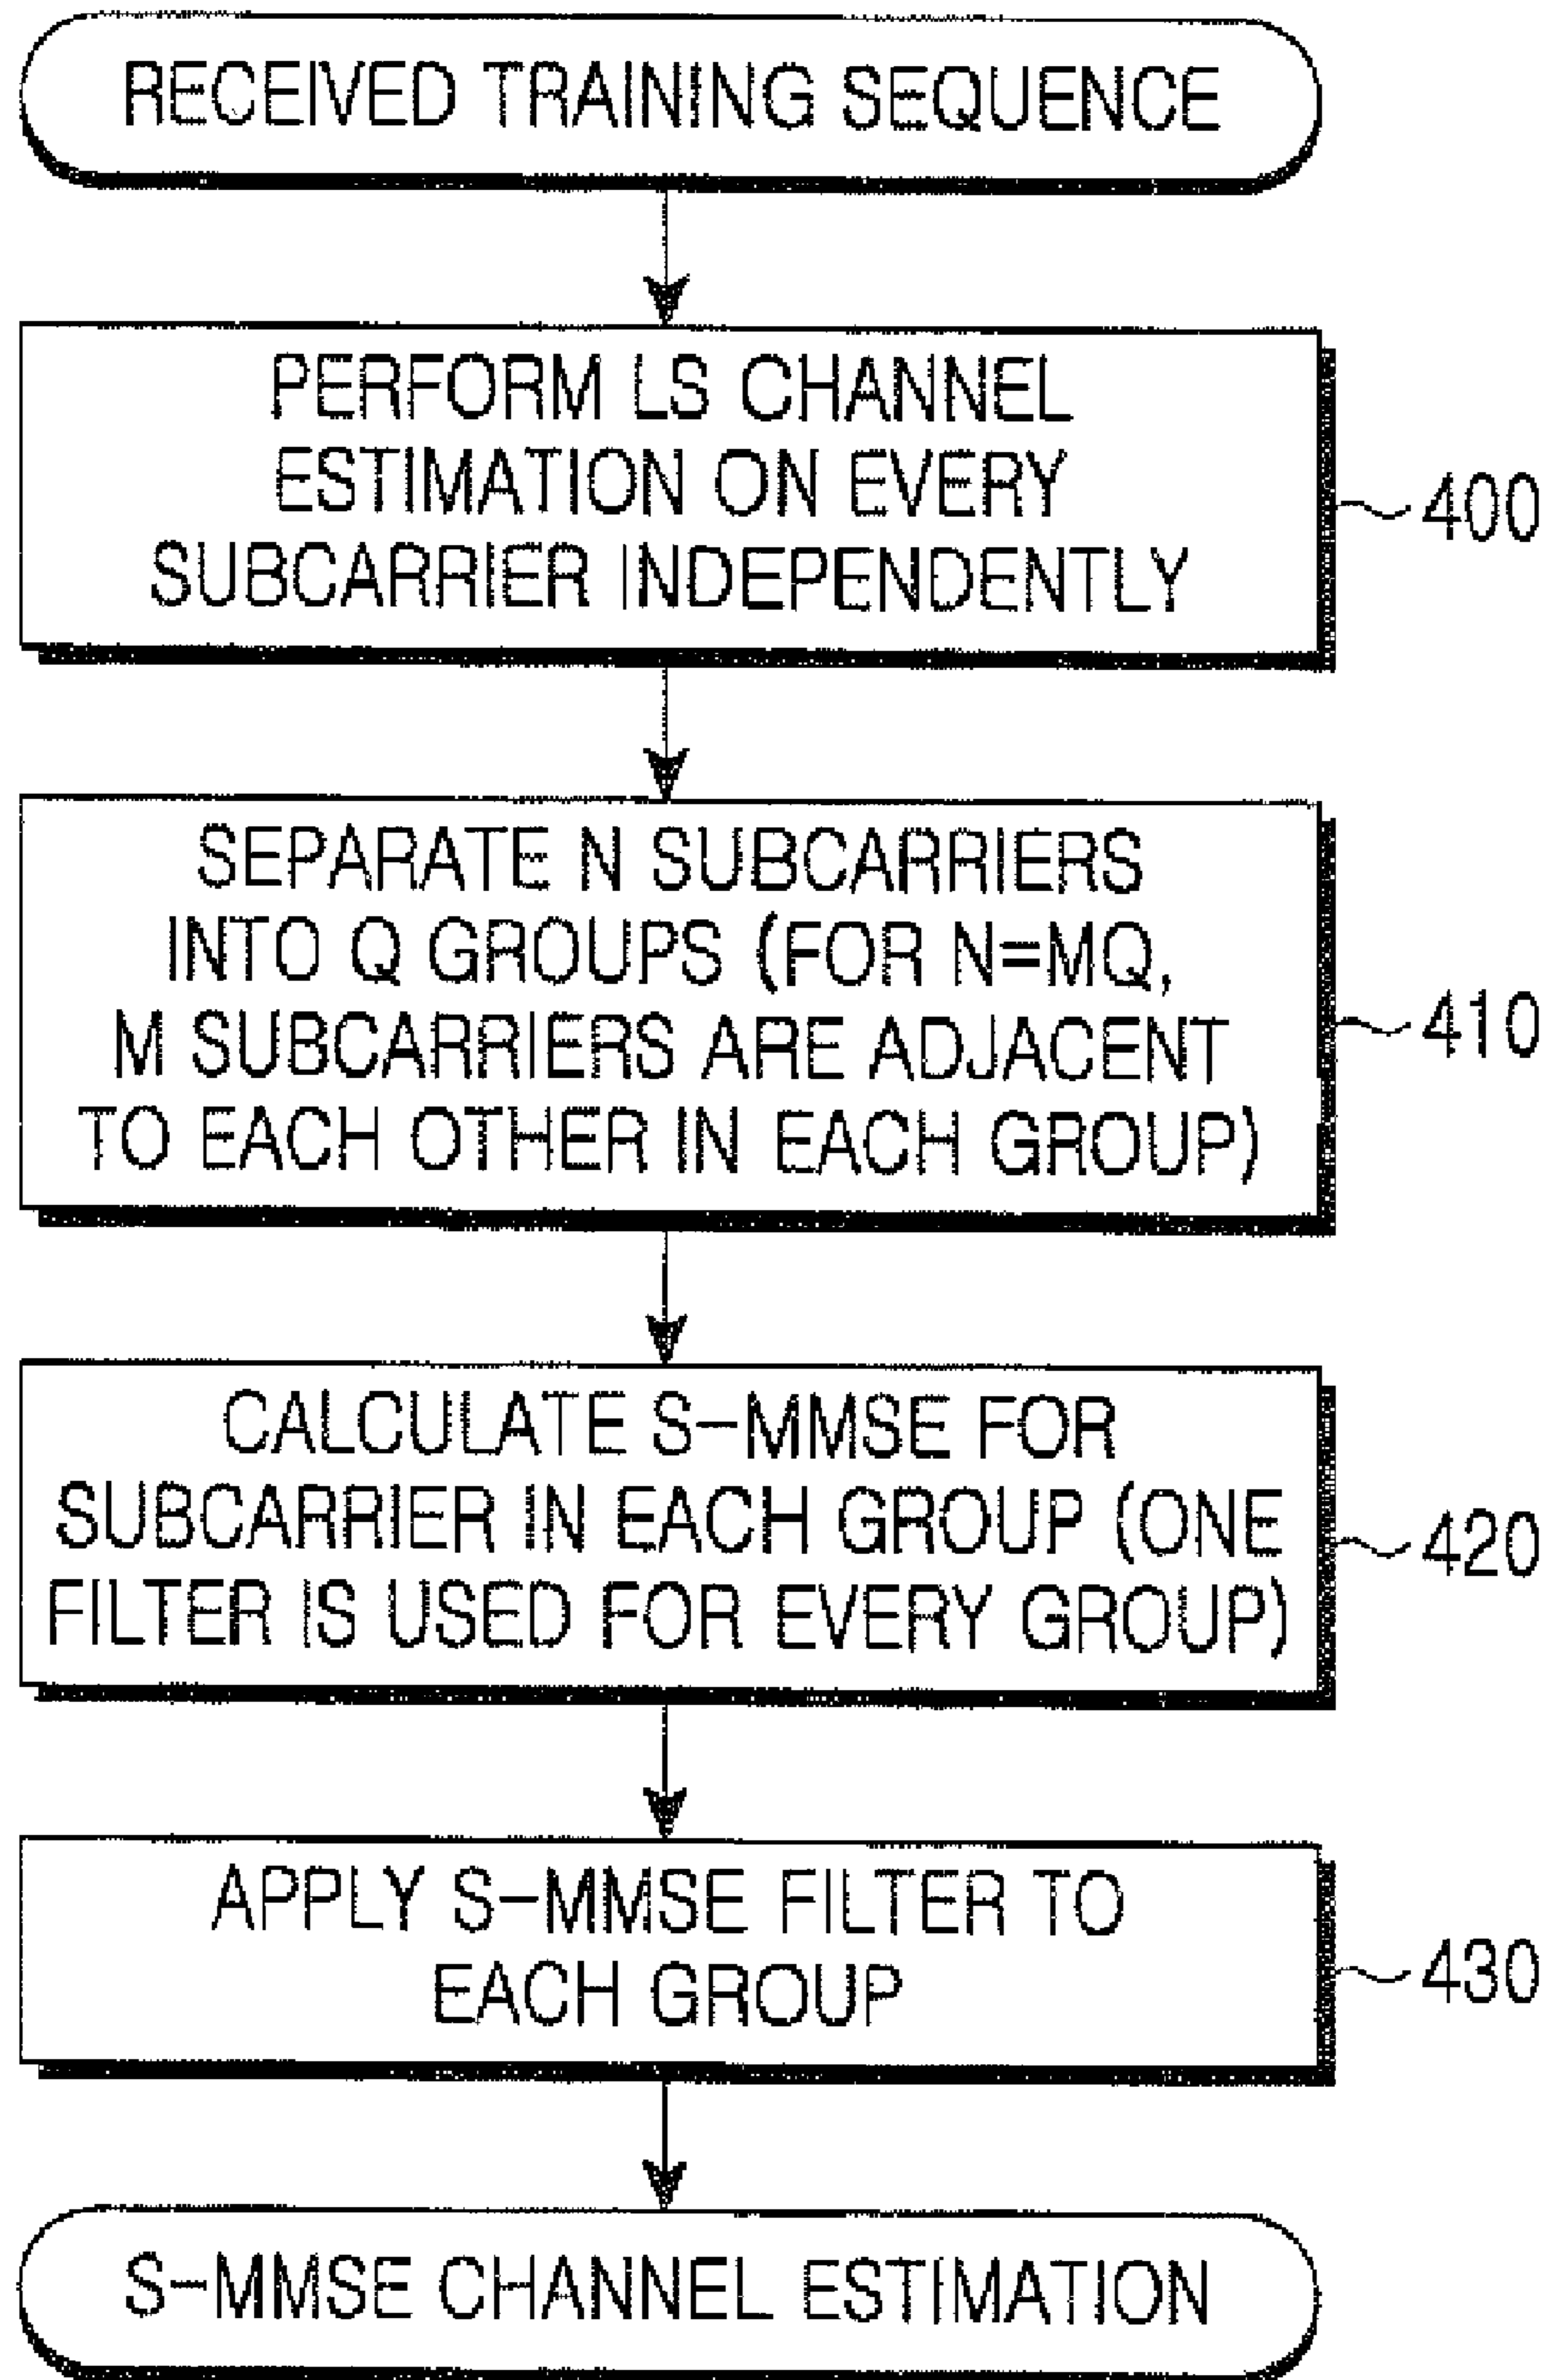 RECEIVED TRAINING SEQUENCE
PERFORM LS CHANNEL
ESTIMATION ON EVERY
SUBCARRIER INDEPENDENTLY
400
SEPARATE N SUBCARRIERS
INTO Q GROUPS (FOR N=MQ,
M SUBCARRIERS ARE ADJACENT
TO EACH OTHER IN EACH GROUP)
410
CALCULATE S-MMSE FOR
SUBCARRIER IN EACH GROUP (ONE
FILTER IS USED FOR EVERY GROUP)
420
APPLY S-MMSE FILTER TO
EACH GROUP
430
S-MMSE CHANNEL ESTIMATION